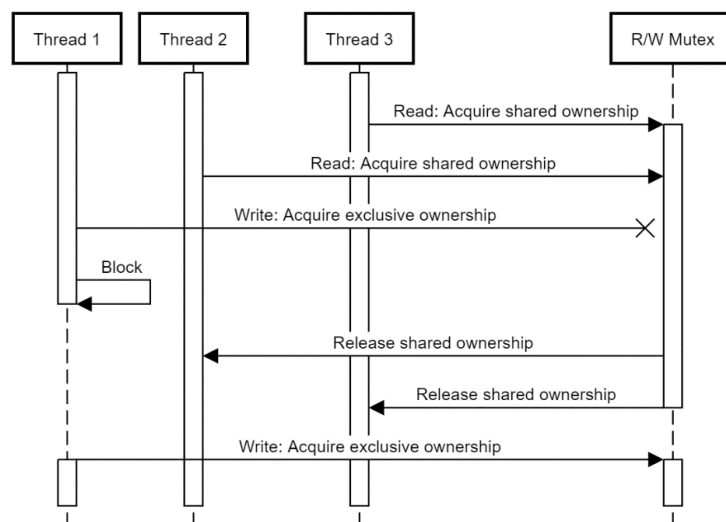 Thread 1
Thread 2
Thread 3
R/W Mutex
Read: Acquire shared ownership
Read: Acquire shared ownership
Write: Acquire exclusive ownership
Block
Release shared ownership
Release shared ownership
Write: Acquire exclusive ownership